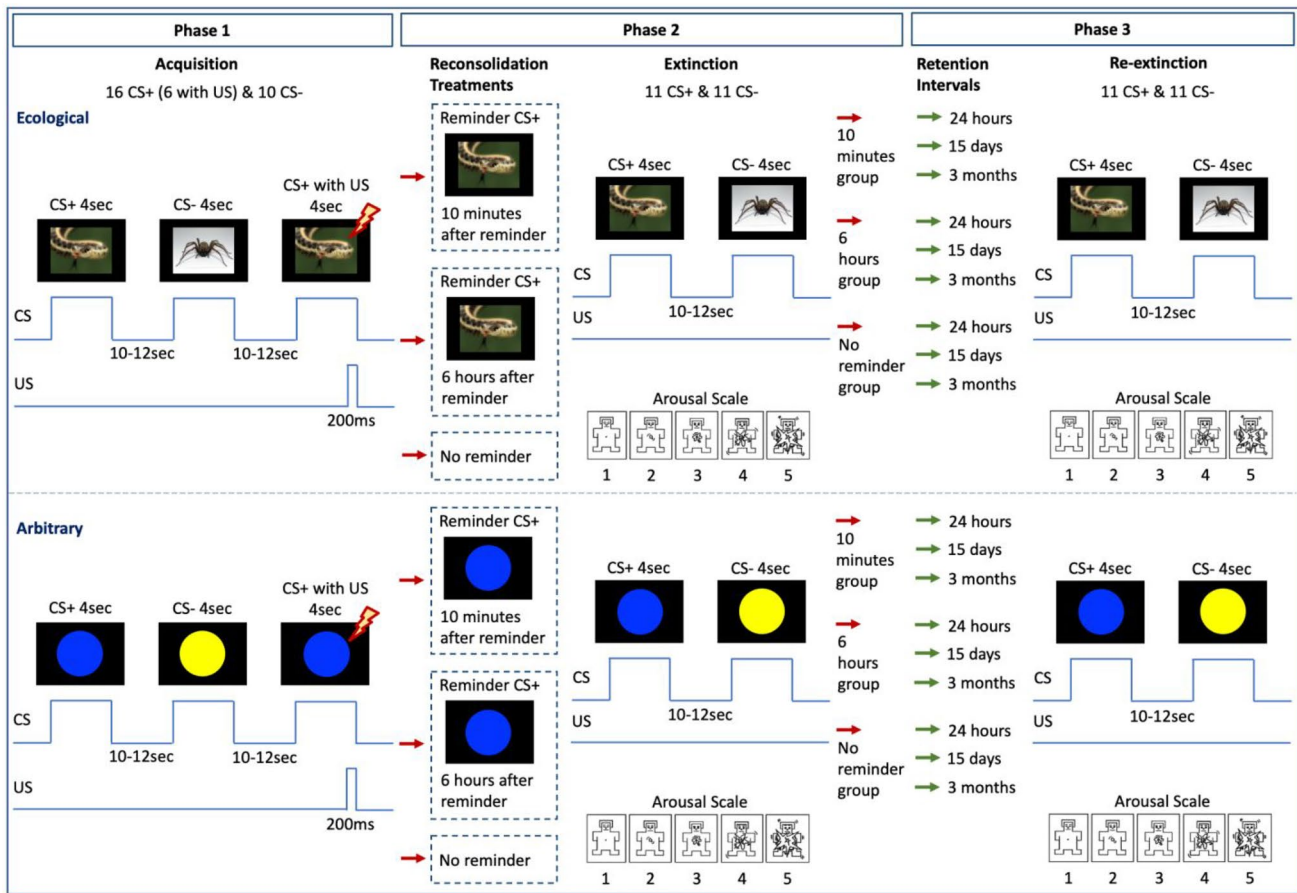 Phase 1
Phase 2
Phase 3
Acquisition
16 CS+ (6 with US) & 10 CS-
Reconsolidation
Treatments
Extinction
11 CS+ & 11 CS-
Retention
Intervals
Re-extinction
11 CS+ & 11 CS-
Ecological
CS+ 4sec
CS- 4sec
CS+ with US
4sec
CS
10-12sec
10-12sec
US
200ms
Reminder CS+
10 minutes
after reminder
Reminder CS+
6 hours after
reminder
No reminder
CS+ 4sec
CS- 4sec
CS
10-12sec
US
Arousal Scale
1 2 3 4 5
10
minutes
group
24 hours
15 days
3 months
6
hours
group
24 hours
15 days
3 months
No
reminder
group
24 hours
15 days
3 months
CS+ 4sec
CS- 4sec
CS
10-12sec
US
Arousal Scale
1 2 3 4 5
Arbitrary
CS+ 4sec
CS- 4sec
CS+ with US
4sec
CS
10-12sec
10-12sec
US
200ms
Reminder CS+
10 minutes
after reminder
Reminder CS+
6 hours after
reminder
No reminder
CS+ 4sec
CS- 4sec
CS
10-12sec
US
Arousal Scale
1 2 3 4 5
10
minutes
group
24 hours
15 days
3 months
6
hours
group
24 hours
15 days
3 months
No
reminder
group
24 hours
15 days
3 months
CS+ 4sec
CS- 4sec
CS
10-12sec
US
Arousal Scale
1 2 3 4 5